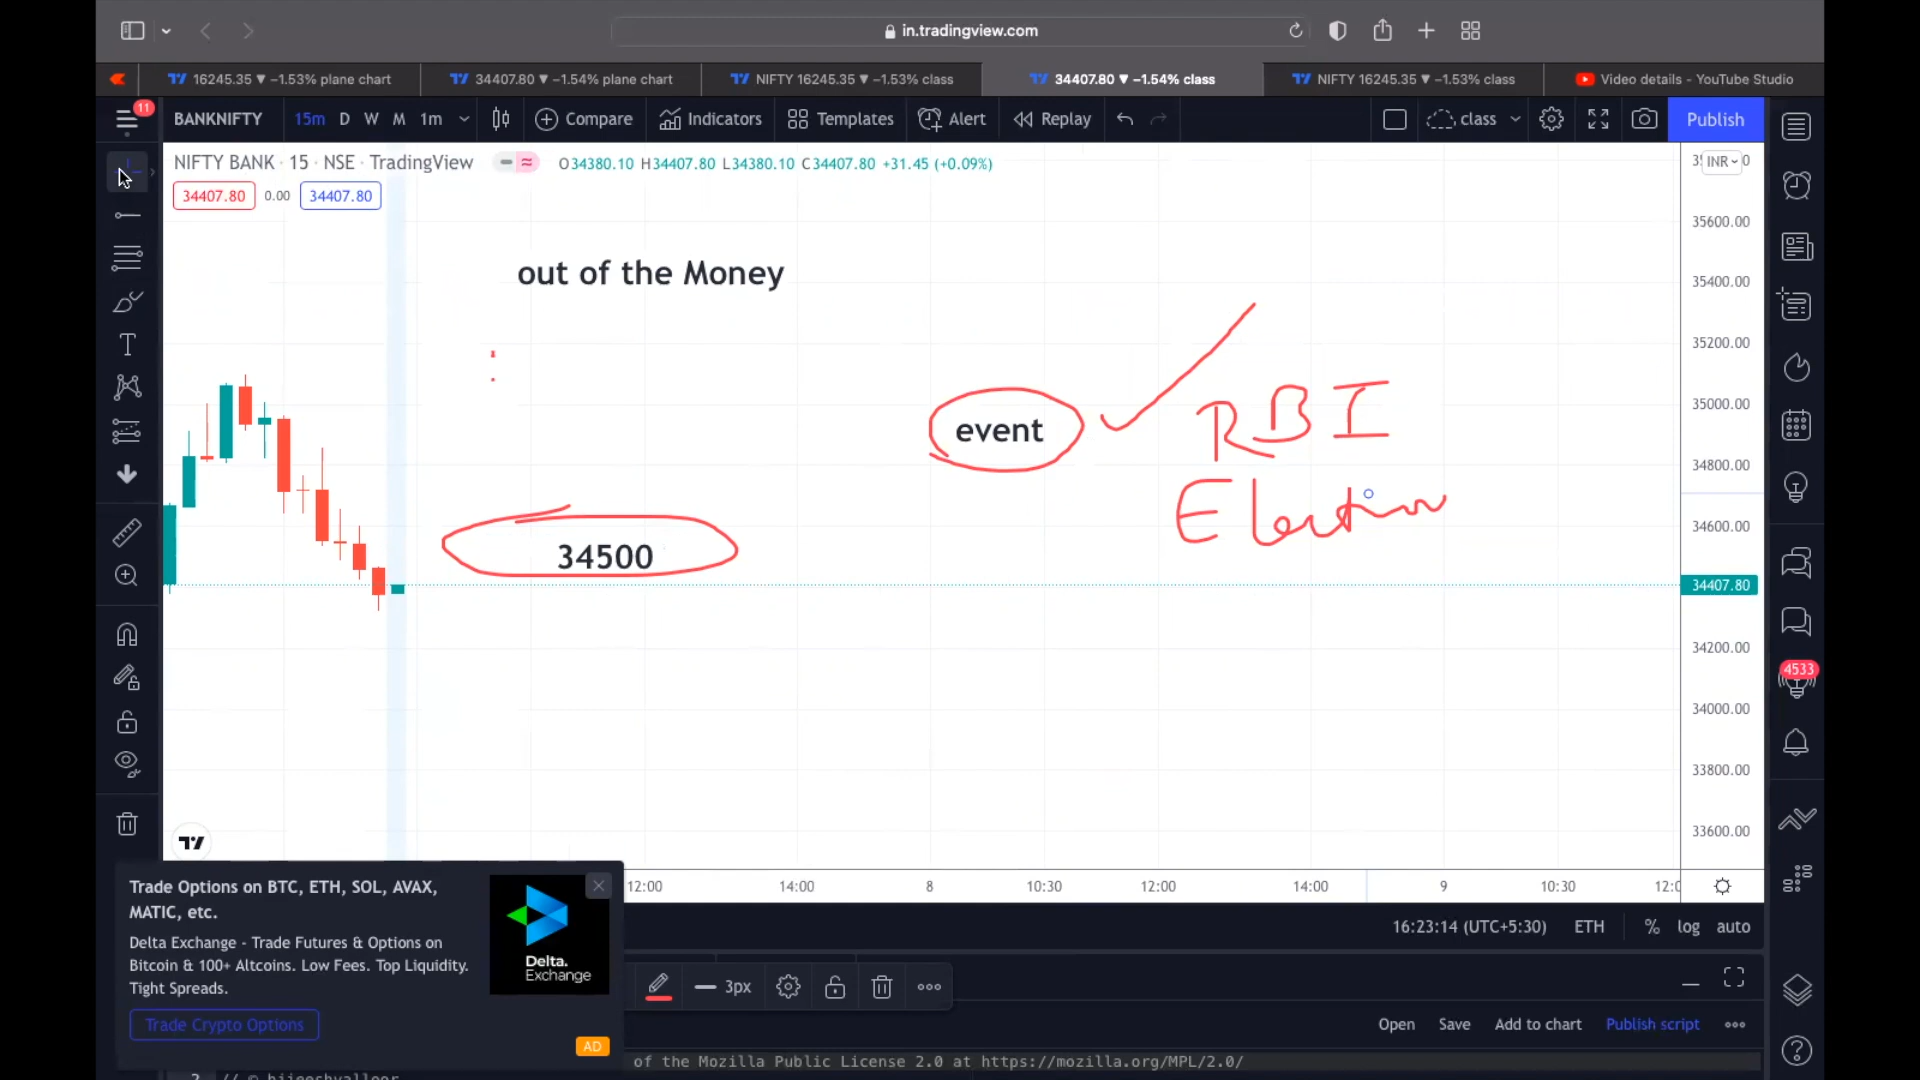 in.tradingview.com
16245.35 ▼ −1.53% plane chart
34407.80 ▼ −1.54% plane chart
NIFTY 16245.35 ▼ −1.53% class
34407.80 ▼ −1.54% class
NIFTY 16245.35 ▼ −1.53% class
Video details - YouTube Studio
11
BANKNIFTY 15m D W M 1m Compare Indicators Templates Alert Replay class Publish
NIFTY BANK · 15 · NSE · TradingView
O34380.10 H34407.80 L34380.10 C34407.80 +31.45 (+0.09%)
INR
34407.80 0.00 34407.80
35600.00
out of the Money
35400.00
35200.00
35000.00
event
RBI
34800.00
Election
34600.00
34500
34407.80
34200.00
4533
34000.00
33800.00
33600.00
12:00 14:00 8 10:30 12:00 14:00 9 10:30
Trade Options on BTC, ETH, SOL, AVAX,
MATIC, etc.
Delta Exchange - Trade Futures & Options on
Bitcoin & 100+ Altcoins. Low Fees. Top Liquidity.
Tight Spreads.
Delta.
Exchange
Trade Crypto Options
AD
16:23:14 (UTC+5:30) ETH % log auto
3px
Open Save Add to chart Publish script
of the Mozilla Public License 2.0 at https://mozilla.org/MPL/2.0/